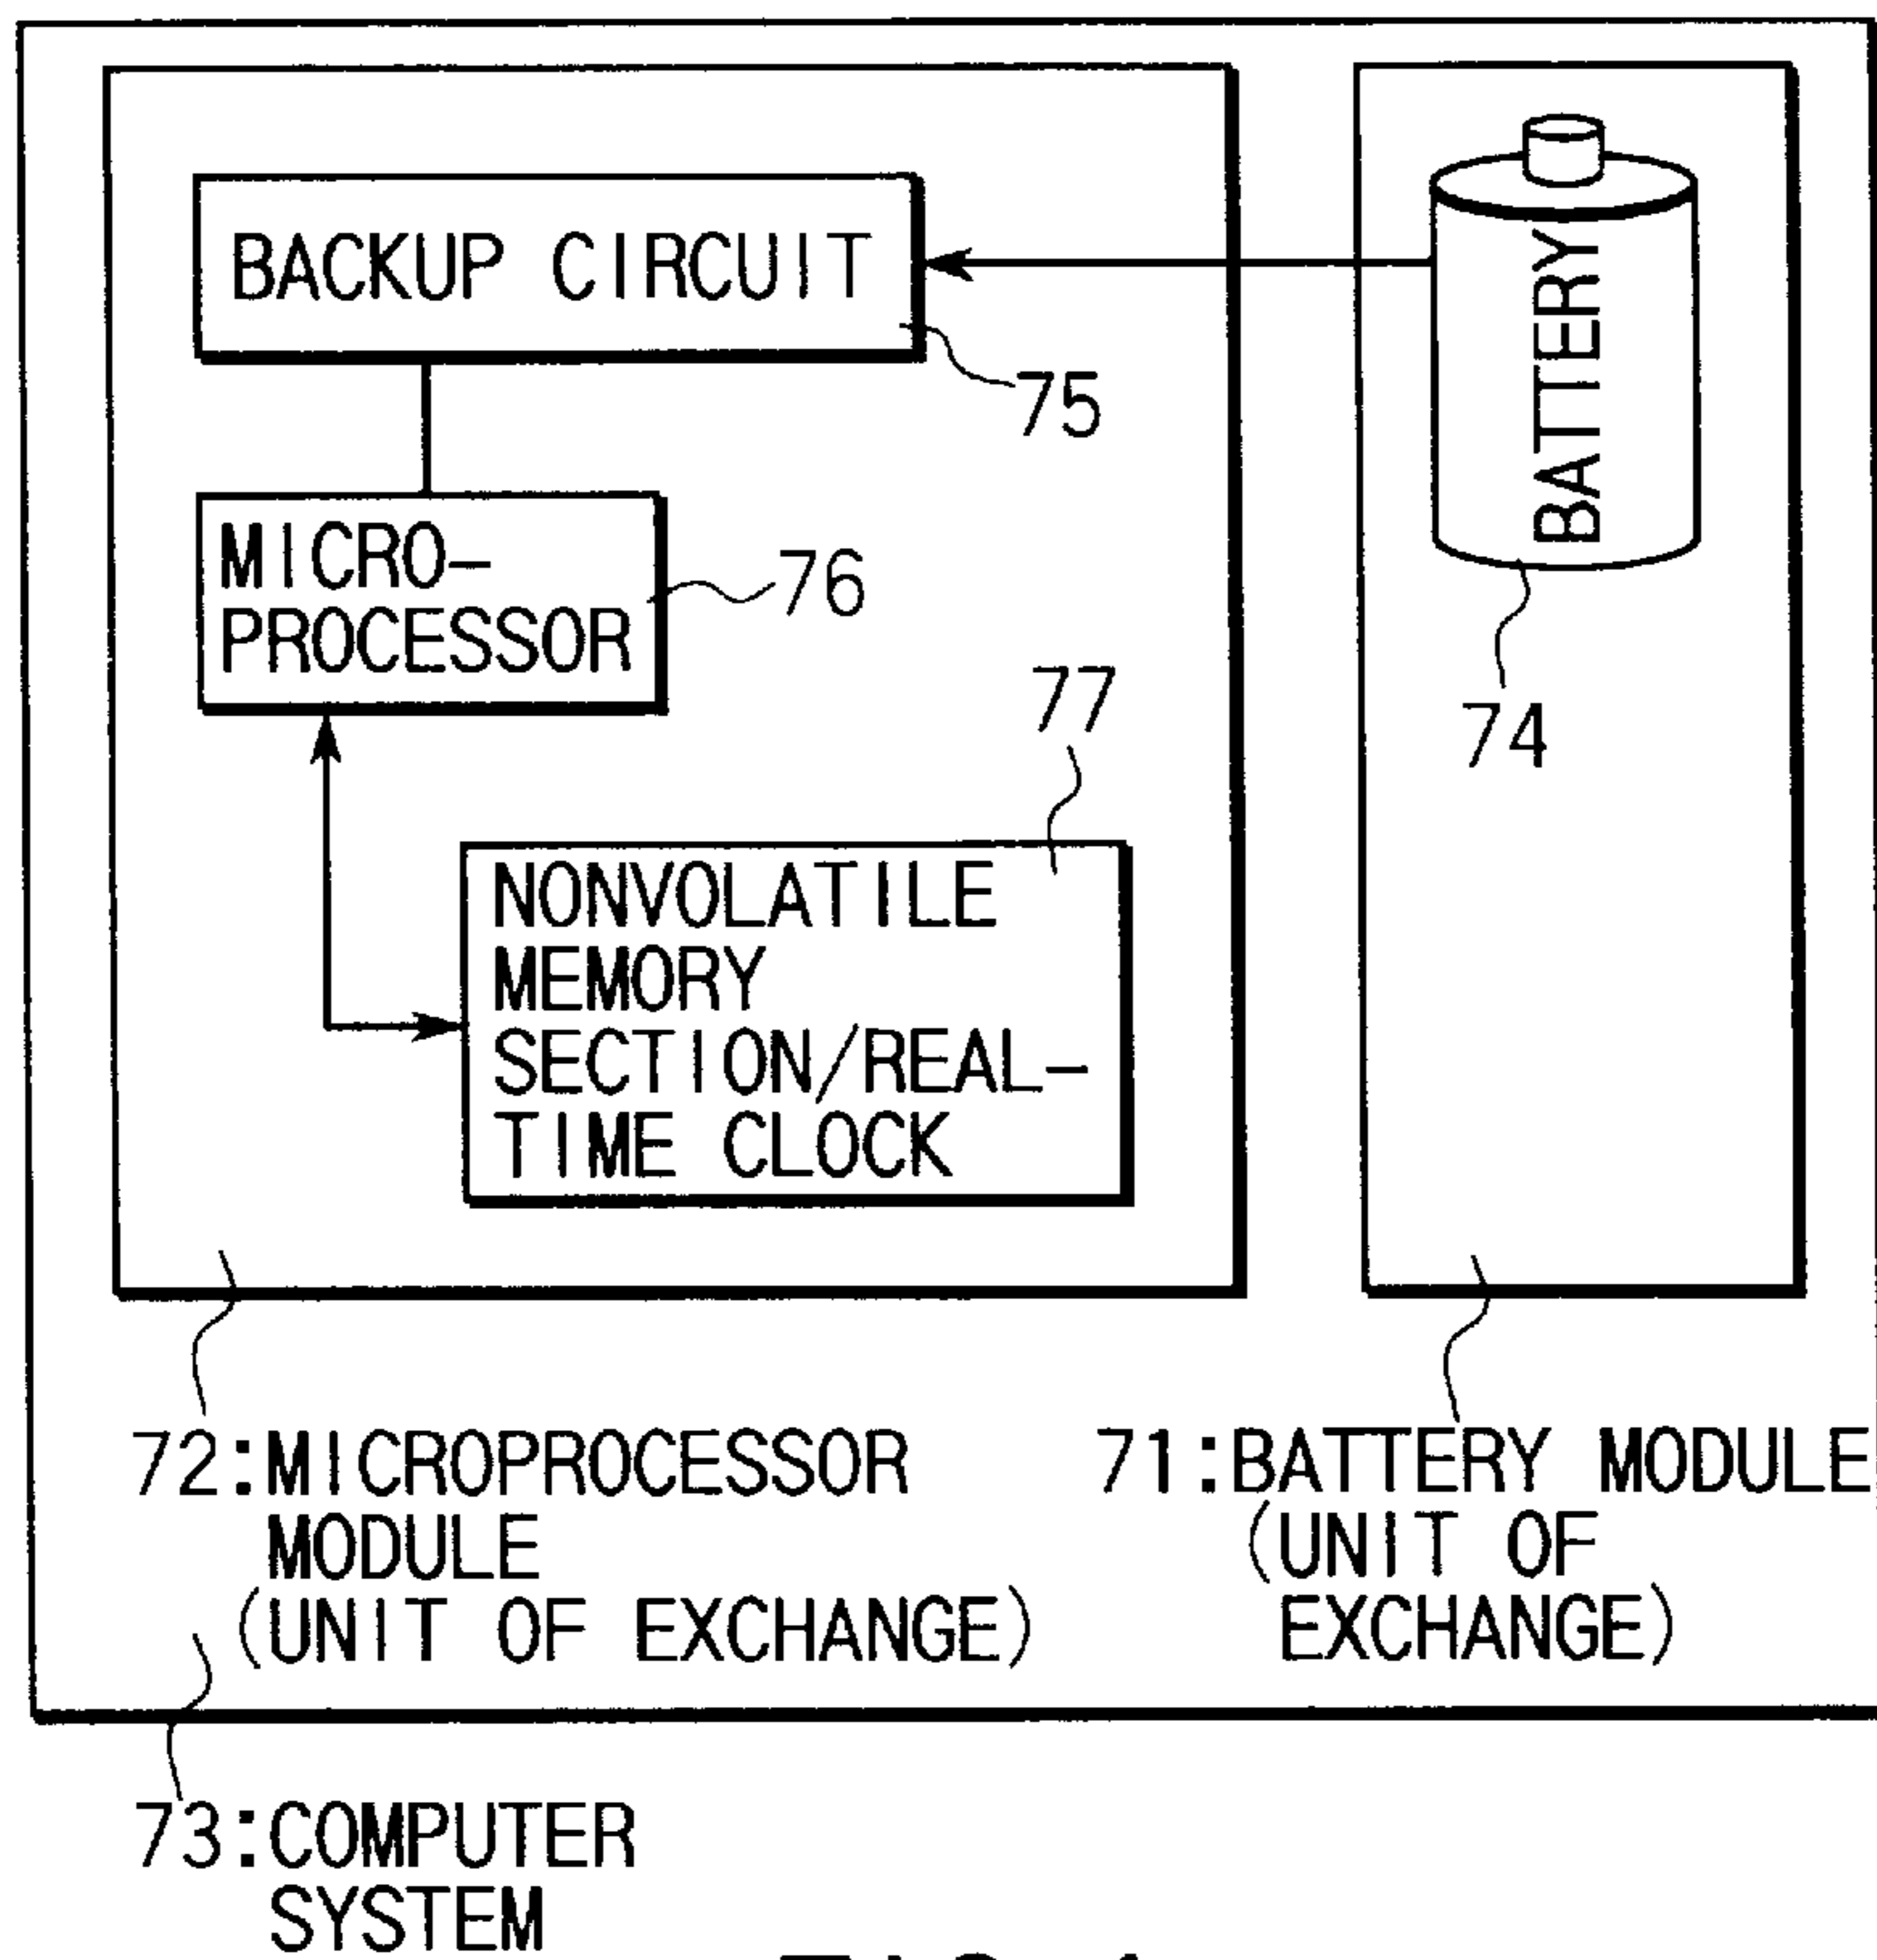 BACKUP CIRCUIT
75
BATTERY
74
MICRO-
PROCESSOR
76
77
NONVOLATILE
MEMORY
SECTION/REAL-
TIME CLOCK
72:MICROPROCESSOR
MODULE
(UNIT OF EXCHANGE)
71:BATTERY MODULE
(UNIT OF
EXCHANGE)
73:COMPUTER
SYSTEM